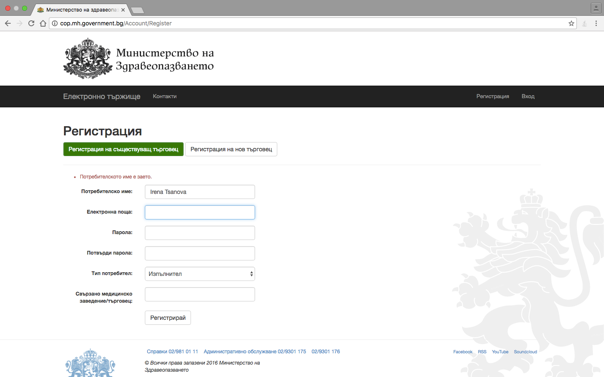 Министерство на здравеопа
cop.mh.government.bg/Account/Register
Министерство на
Здравеопазването
Електронно тържище
Контакти
Регистрация
Вход
Регистрация
Регистрация на съществуващ търговец
Регистрация на нов търговец
Потребителското име е заето.
Потребителско име:
Irena Tsanova
Електронна поща:
Парола:
Потвърди парола:
Тип потребител:
Изпълнител
Свързано медицинско
заведение/търговец:
Регистрирай
Справки 02/981 01 11
Административно обслужване 02/9301 175
02/9301 176
Facebook
RSS
YouTube
Soundcloud
© Всички права запазени 2016 Министерство на
Здравеопазването